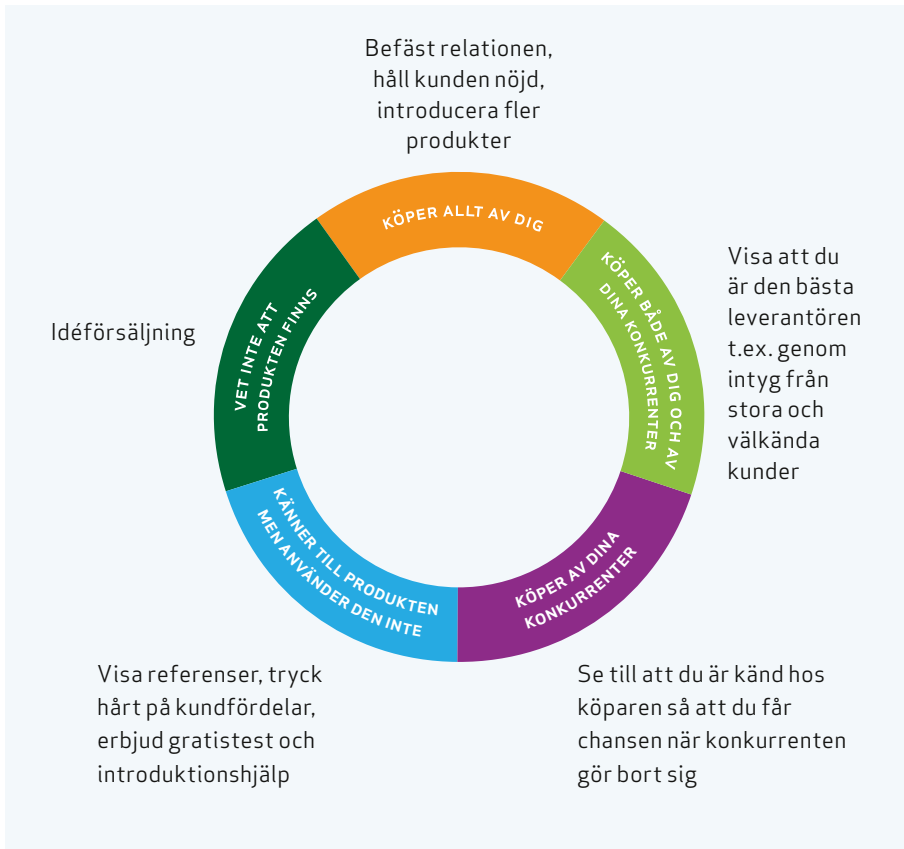 Befäst relationen,
håll kunden nöjd,
introducera fler
produkter
KÖPER ALLT AV DIG
KÖPER BÅDE AV DIG OCH AV
DINA KONKURRENTER
Visa att du
är den bästa
leverantören
t.ex. genom
intyg från
stora och
välkända
kunder
Idéförsäljning
VET INTE ATT
PRODUKTEN FINNS
KÄNNER TILL PRODUKTEN
MEN ANVÄNDER DEN INTE
KÖPER AV DINA
KONKURRENTER
Visa referenser, tryck
hårt på kundfördelar,
erbjud gratistest och
introduktionshjälp
Se till att du är känd hos
köparen så att du får
chansen när konkurrenten
gör bort sig